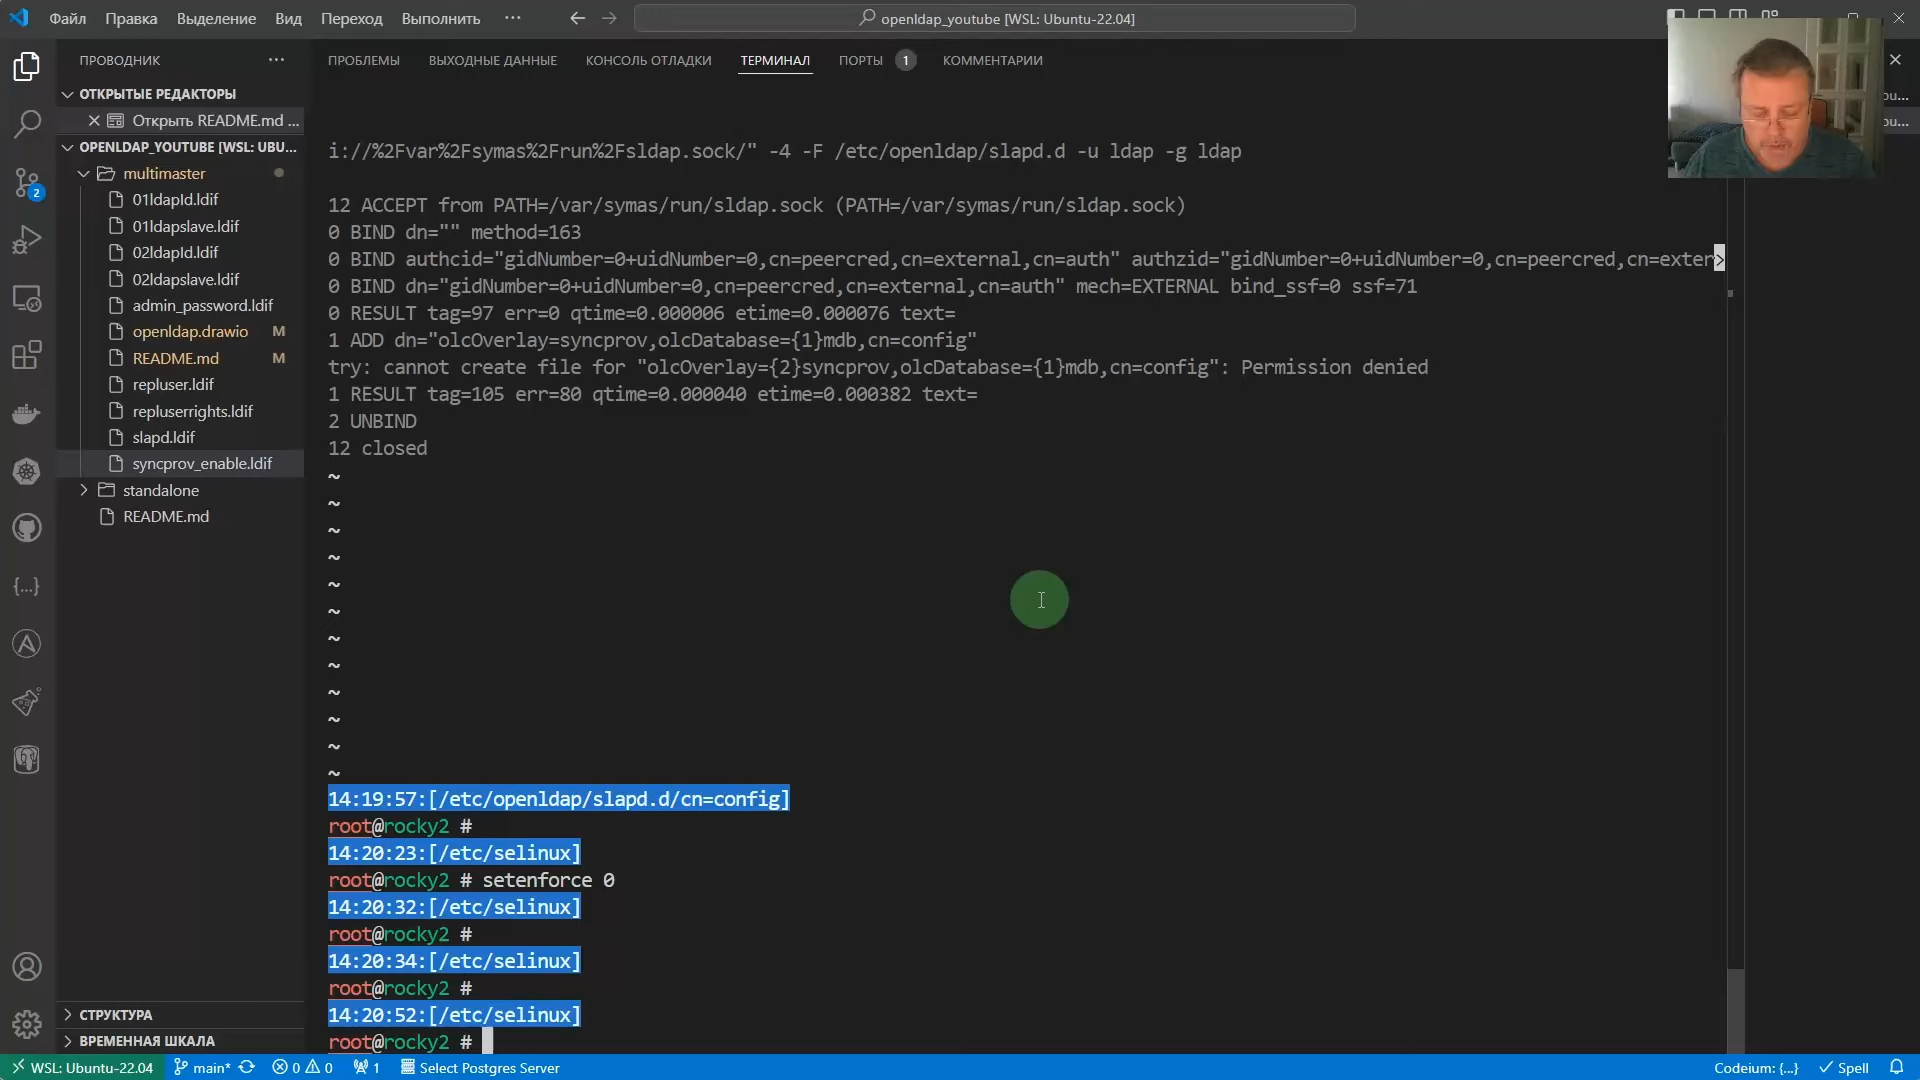 Файл Правка Выделение Вид Переход Выполнить ···
openldap_youtube [WSL: Ubuntu-22.04]
ПРОВОДНИК ···
ОТКРЫТЫЕ РЕДАКТОРЫ
Открыть README.md ...
OPENLDAP_YOUTUBE [WSL: UBU...
multimaster
01ldapId.ldif
01ldapslave.ldif
02ldapId.ldif
02ldapslave.ldif
admin_password.ldif
openldap.drawio M
README.md M
repluser.ldif
repluserrights.ldif
slapd.ldif
syncprov_enable.ldif
standalone
README.md
СТРУКТУРА
ВРЕМЕННАЯ ШКАЛА
2
ПРОБЛЕМЫ ВЫХОДНЫЕ ДАННЫЕ КОНСОЛЬ ОТЛАДКИ ТЕРМИНАЛ ПОРТЫ 1 КОММЕНТАРИИ
i://%2Fvar%2Fsymas%2Frun%2Fsldap.sock/" -4 -F /etc/openldap/slapd.d -u ldap -g ldap
12 ACCEPT from PATH=/var/symas/run/sldap.sock (PATH=/var/symas/run/sldap.sock)
0 BIND dn="" method=163
0 BIND authcid="gidNumber=0+uidNumber=0,cn=peercred,cn=external,cn=auth" authzid="gidNumber=0+uidNumber=0,cn=peercred,cn=exter>
0 BIND dn="gidNumber=0+uidNumber=0,cn=peercred,cn=external,cn=auth" mech=EXTERNAL bind_ssf=0 ssf=71
0 RESULT tag=97 err=0 qtime=0.000006 etime=0.000076 text=
1 ADD dn="olcOverlay=syncprov,olcDatabase={1}mdb,cn=config"
try: cannot create file for "olcOverlay={2}syncprov,olcDatabase={1}mdb,cn=config": Permission denied
1 RESULT tag=105 err=80 qtime=0.000040 etime=0.000382 text=
2 UNBIND
12 closed
~
~
~
~
~
~
~
~
~
~
~
~
14:19:57:[/etc/openldap/slapd.d/cn=config]
root@rocky2 #
14:20:23:[/etc/selinux]
root@rocky2 # setenforce 0
14:20:32:[/etc/selinux]
root@rocky2 #
14:20:34:[/etc/selinux]
root@rocky2 #
14:20:52:[/etc/selinux]
root@rocky2 #
ou...
ou...
WSL: Ubuntu-22.04 main* 0 0 1 Select Postgres Server Codeium: {...} Spell